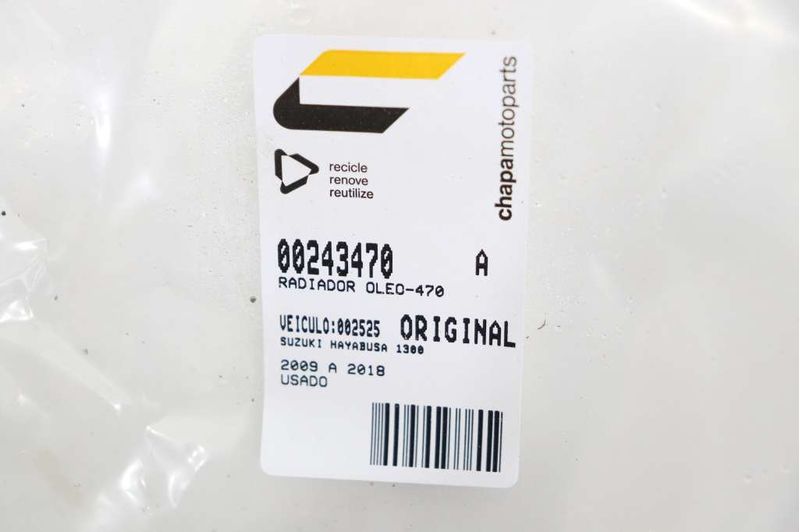 chapamotoparts
recicle
renove
reutilize
00243470 A
RADIADOR OLEO-470
VEICULO:002525 ORIGINAL
SUZUKI HAYABUSA 1300
2009 A 2018
USADO